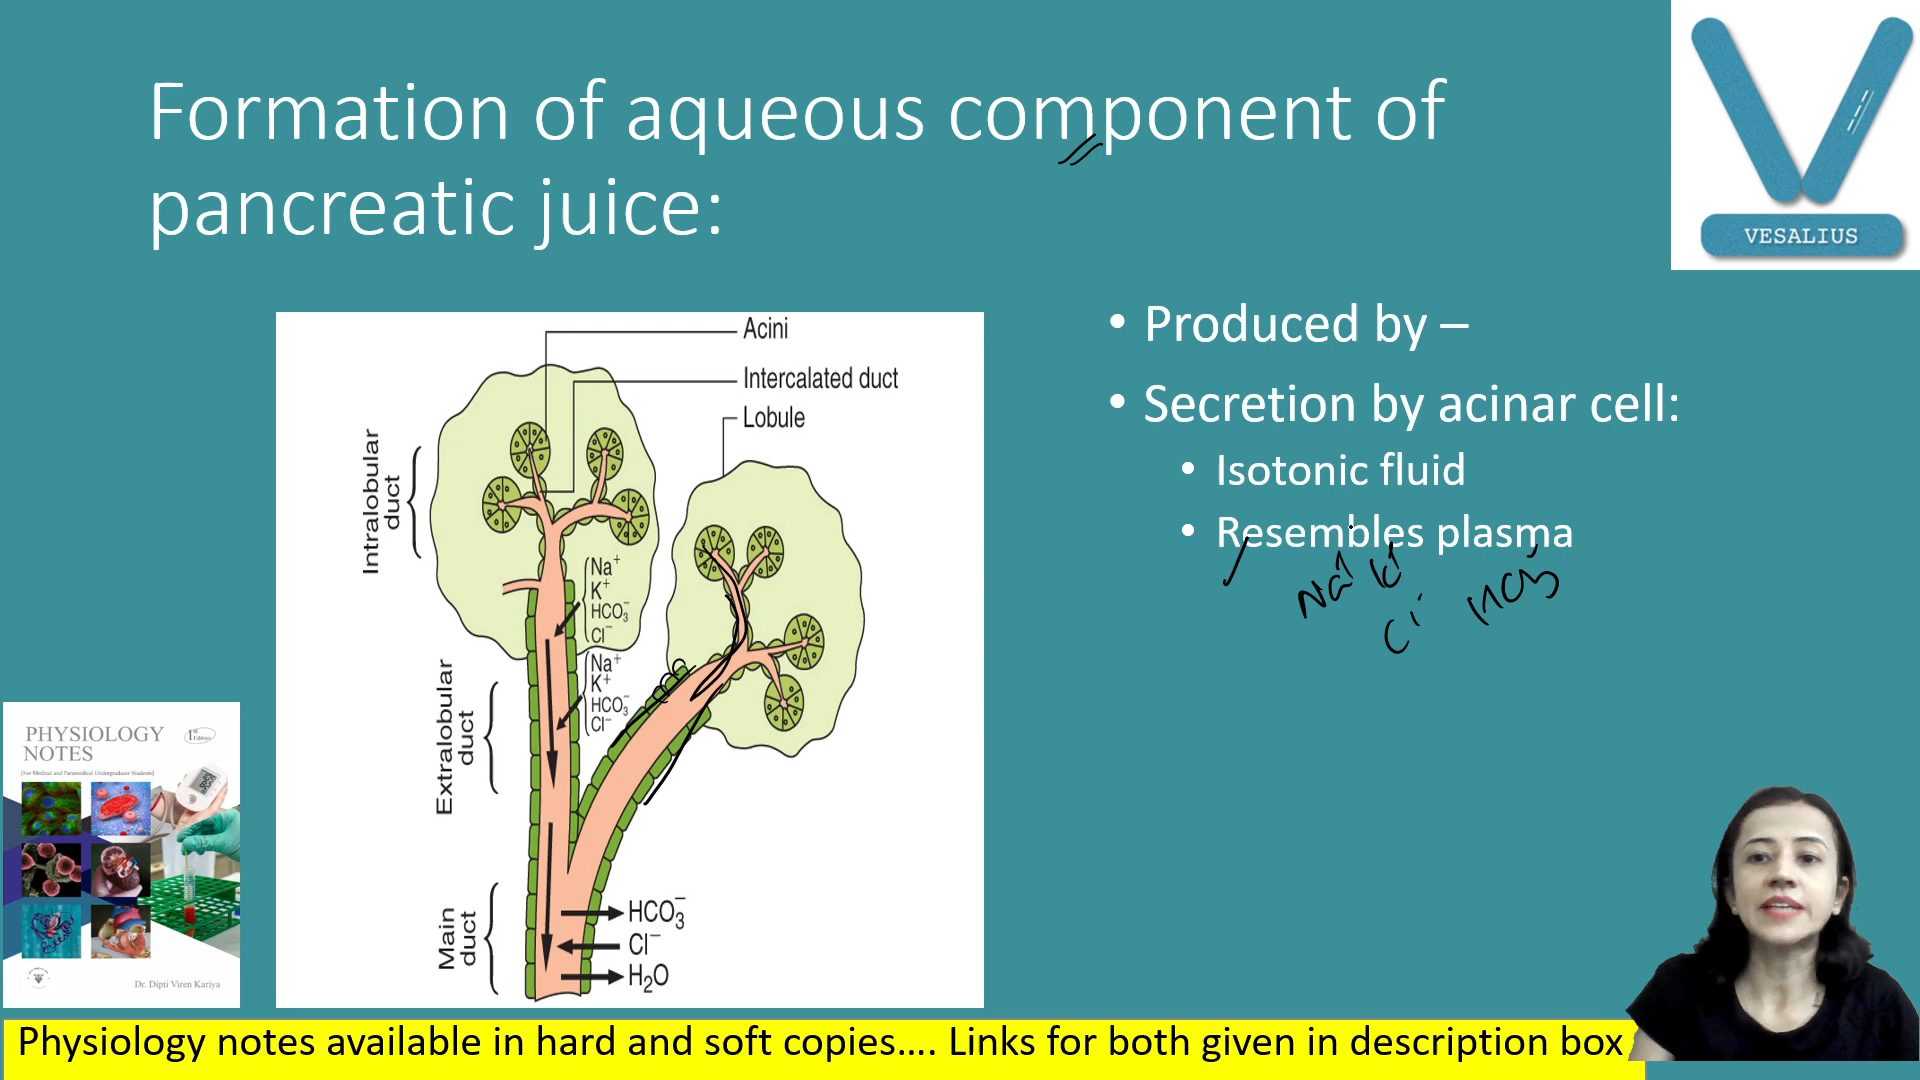 Formation of aqueous component of
pancreatic juice:
VESALIUS
• Produced by –
• Secretion by acinar cell:
• Isotonic fluid
• Resembles plasma
Na+ K+
Cl- HCO3-
Acini
Intercalated duct
Lobule
Intralobular
duct
Na+
K+
HCO3−
Cl−
Extralobular
duct
Na+
K+
HCO3−
Cl−
Main
duct
HCO3−
Cl−
H2O
PHYSIOLOGY
NOTES
1st Edition
[For Medical and Paramedical Undergraduate Students]
Dr. Dipti Viren Kariya
Physiology notes available in hard and soft copies.... Links for both given in description box